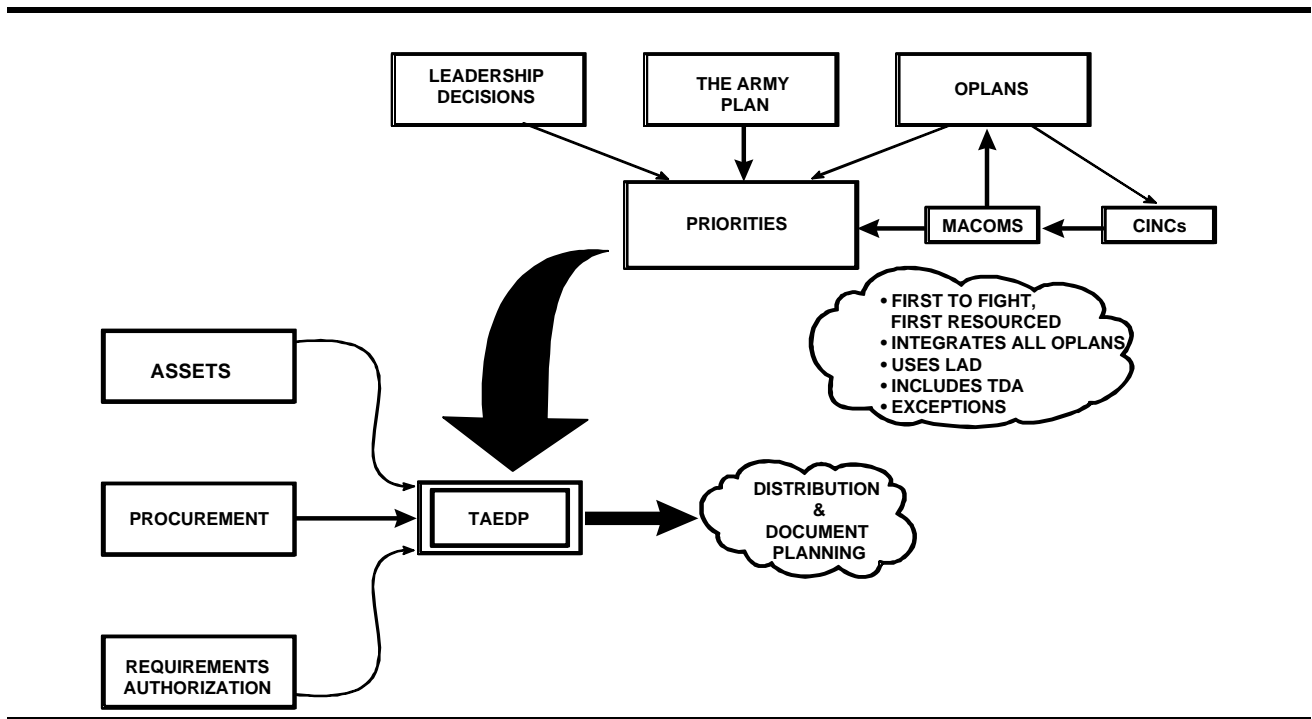 LEADERSHIP
DECISIONS
THE ARMY
PLAN
OPLANS
PRIORITIES
MACOMS
CINCs
• FIRST TO FIGHT,
FIRST RESOURCED
• INTEGRATES ALL OPLANS
• USES LAD
• INCLUDES TDA
• EXCEPTIONS
ASSETS
PROCUREMENT
TAEDP
DISTRIBUTION
&
DOCUMENT
PLANNING
REQUIREMENTS
AUTHORIZATION